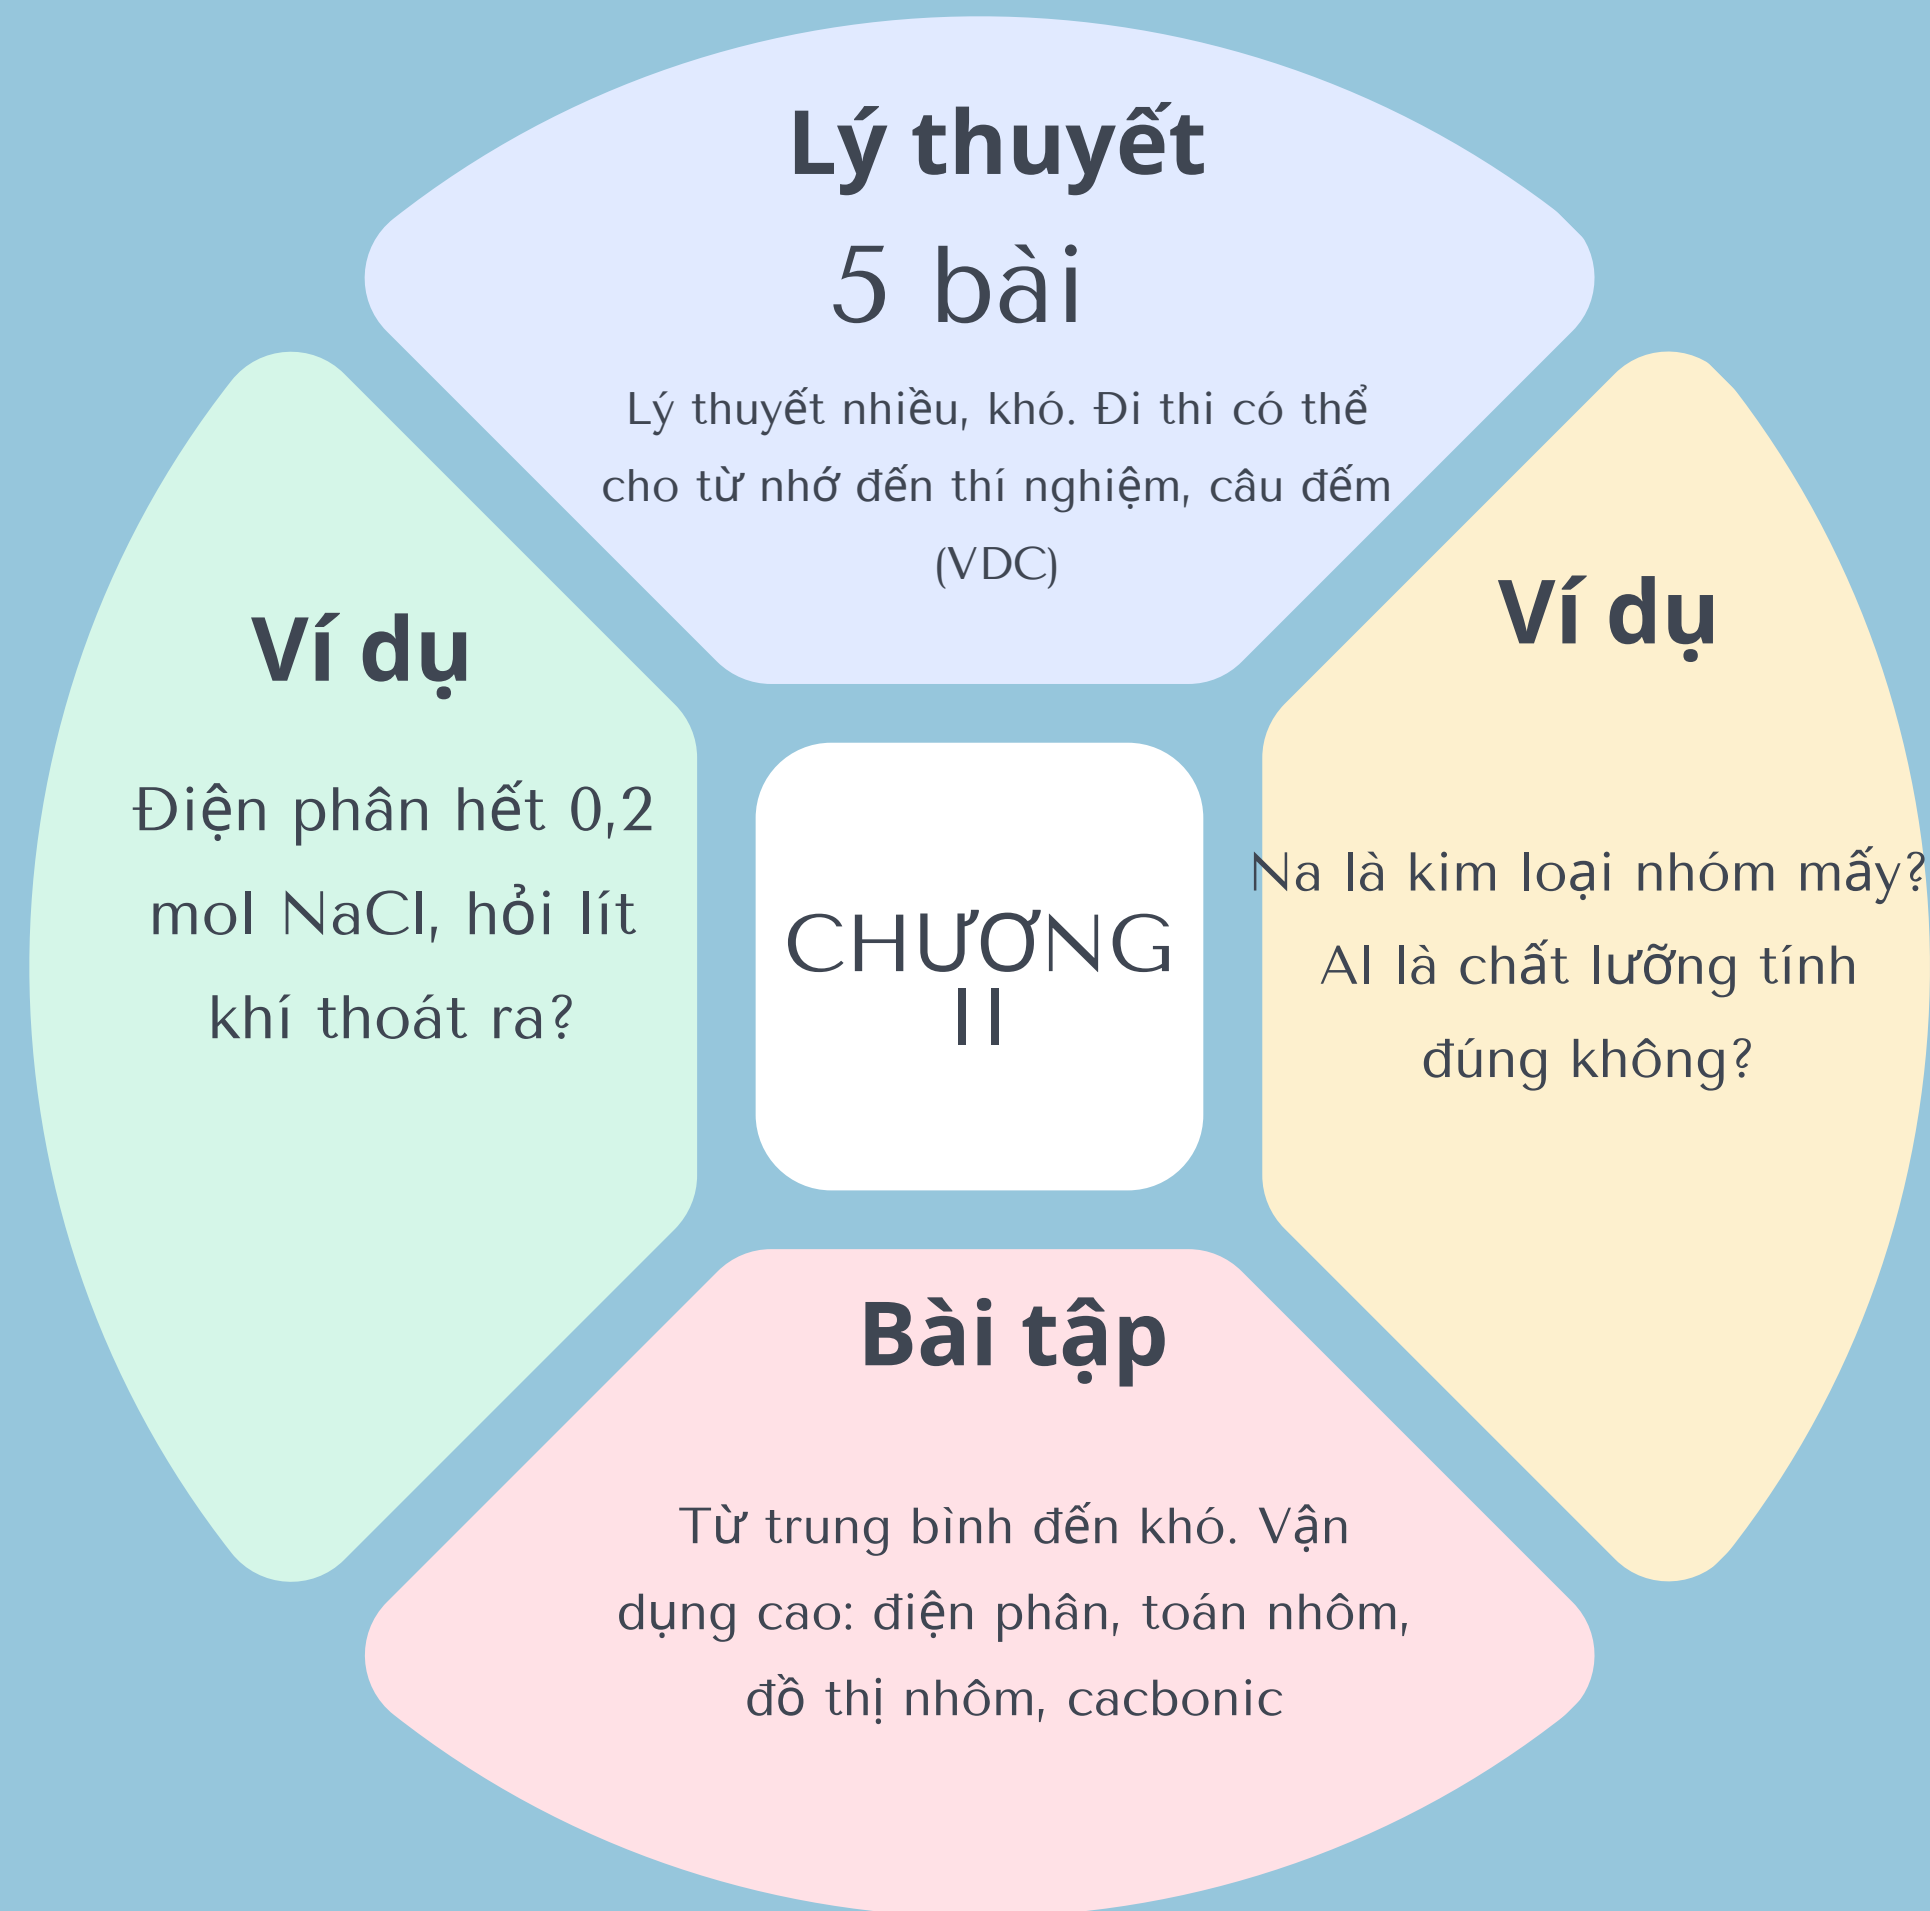 Lý thuyết
5 bài
Lý thuyết nhiều, khó. Đi thi có thể
cho từ nhớ đến thí nghiệm, câu đếm
(VDC)
Ví dụ
Điện phân hết 0,2
mol NaCl, hỏi lít
khí thoát ra?
CHƯƠNG
II
Ví dụ
Na là kim loại nhóm mấy?
Al là chất lưỡng tính
đúng không?
Bài tập
Từ trung bình đến khó. Vận
dụng cao: điện phân, toán nhôm,
đồ thị nhôm, cacbonic